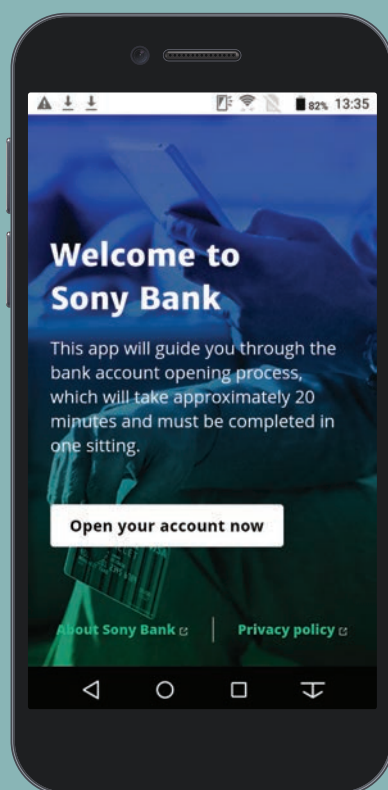 82% 13:35
Welcome to
Sony Bank
This app will guide you through the
bank account opening process,
which will take approximately 20
minutes and must be completed in
one sitting.
Open your account now
About Sony Bank
Privacy policy